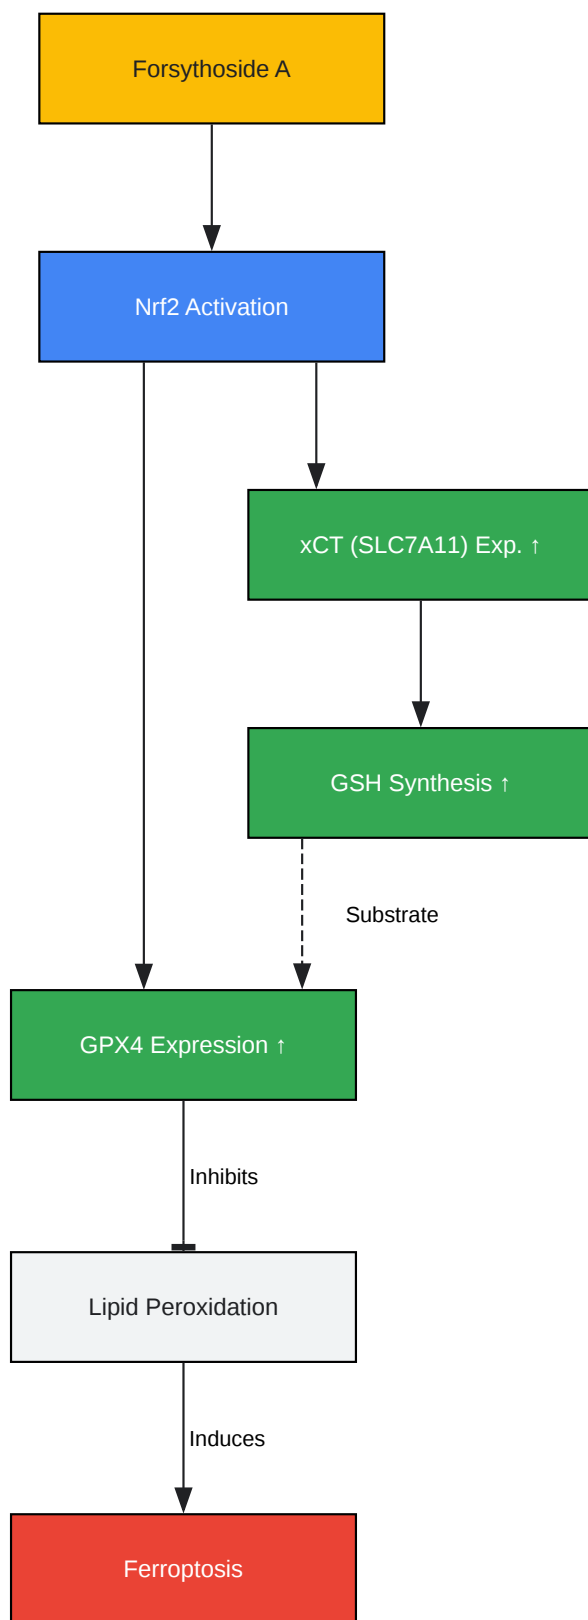 Forsythoside A
Nrf2 Activation
xCT (SLC7A11) Exp. ↑
GSH Synthesis ↑
Substrate
GPX4 Expression ↑
Inhibits
Lipid Peroxidation
Induces
Ferroptosis